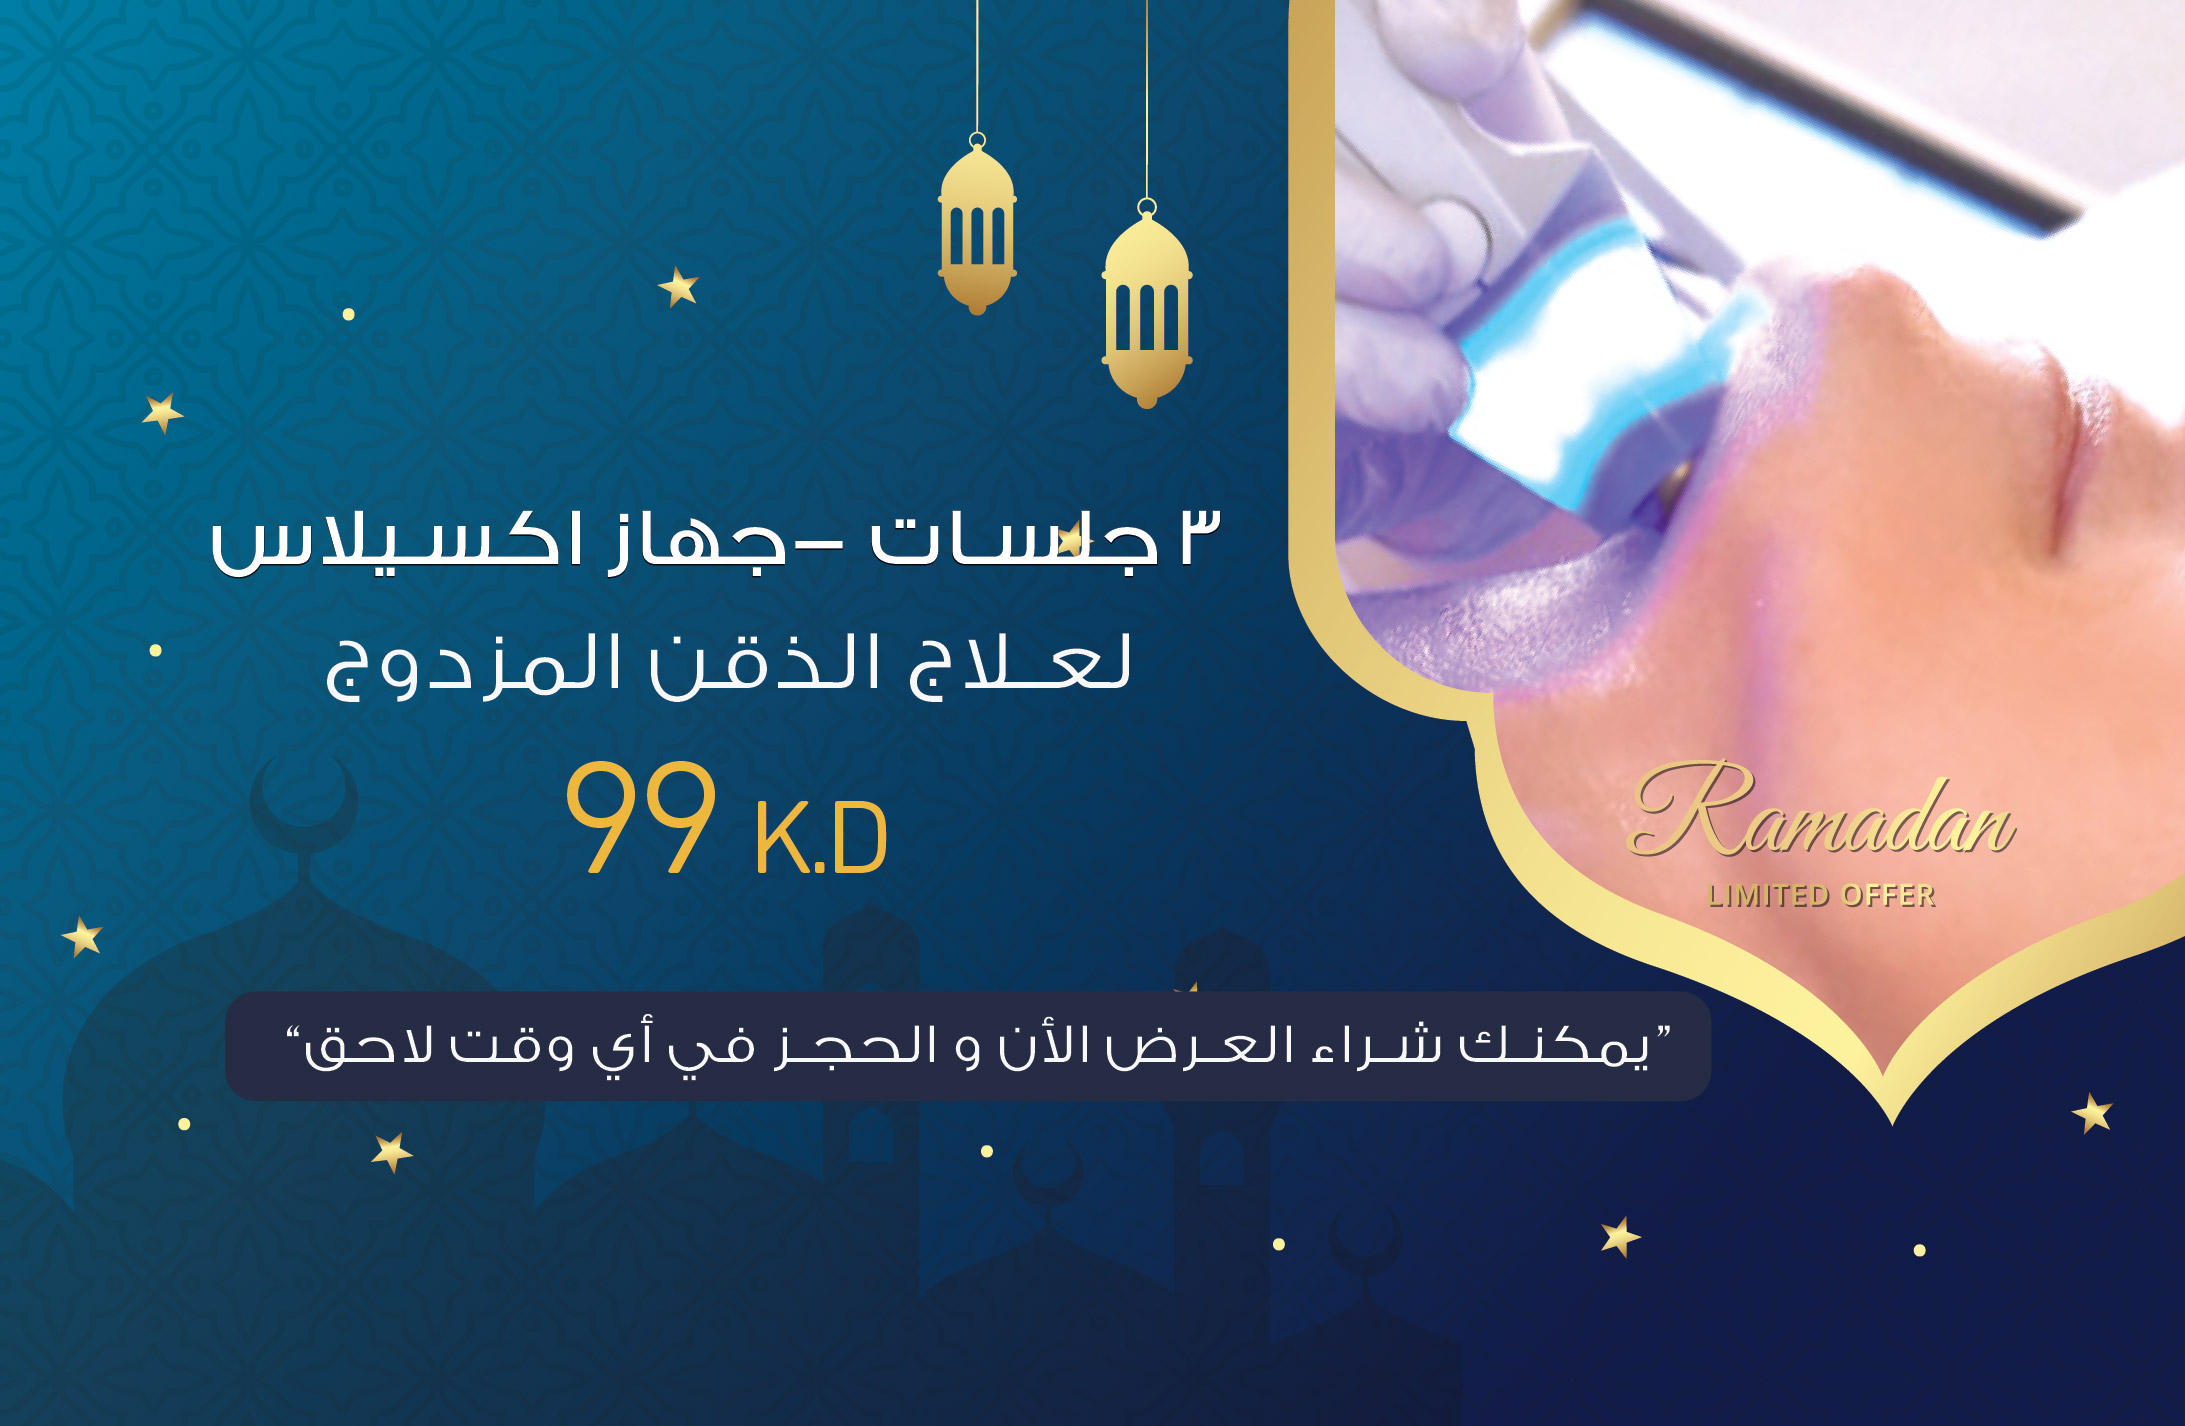 ٣ جلسات – جهاز اكسيلاس
لعلاج الذقن المزدوج
99 K.D
Ramadan
LIMITED OFFER
”يمكنك شراء العرض الأن و الحجز في أي وقت لاحق“